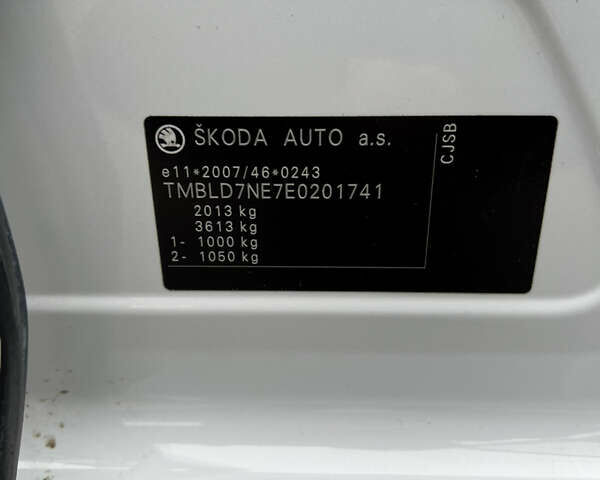 ŠKODA AUTO a.s.
e11*2007/46*0243
TMBLD7NE7E0201741
2013 kg
3613 kg
1- 1000 kg
2- 1050 kg
CJSB